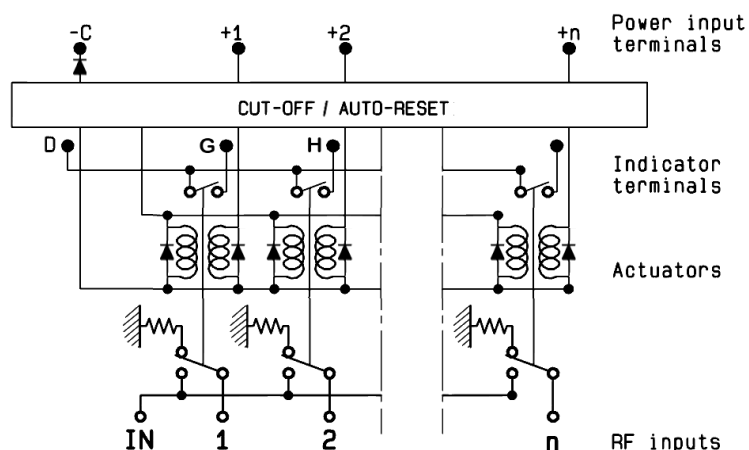 -C +1 +2 +n Power input
terminals
CUT-OFF / AUTO-RESET
D G H Indicator
terminals
Actuators
IN 1 2 n RF inputs